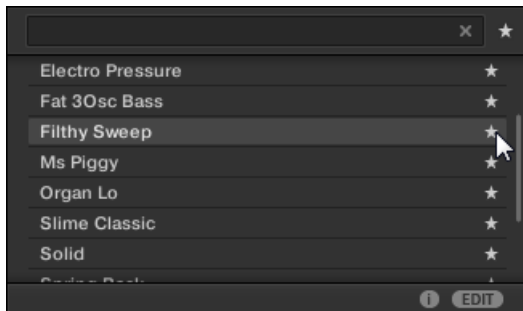 Electro Pressure
Fat 3Osc Bass
Filthy Sweep
Ms Piggy
Organ Lo
Slime Classic
Solid
EDIT